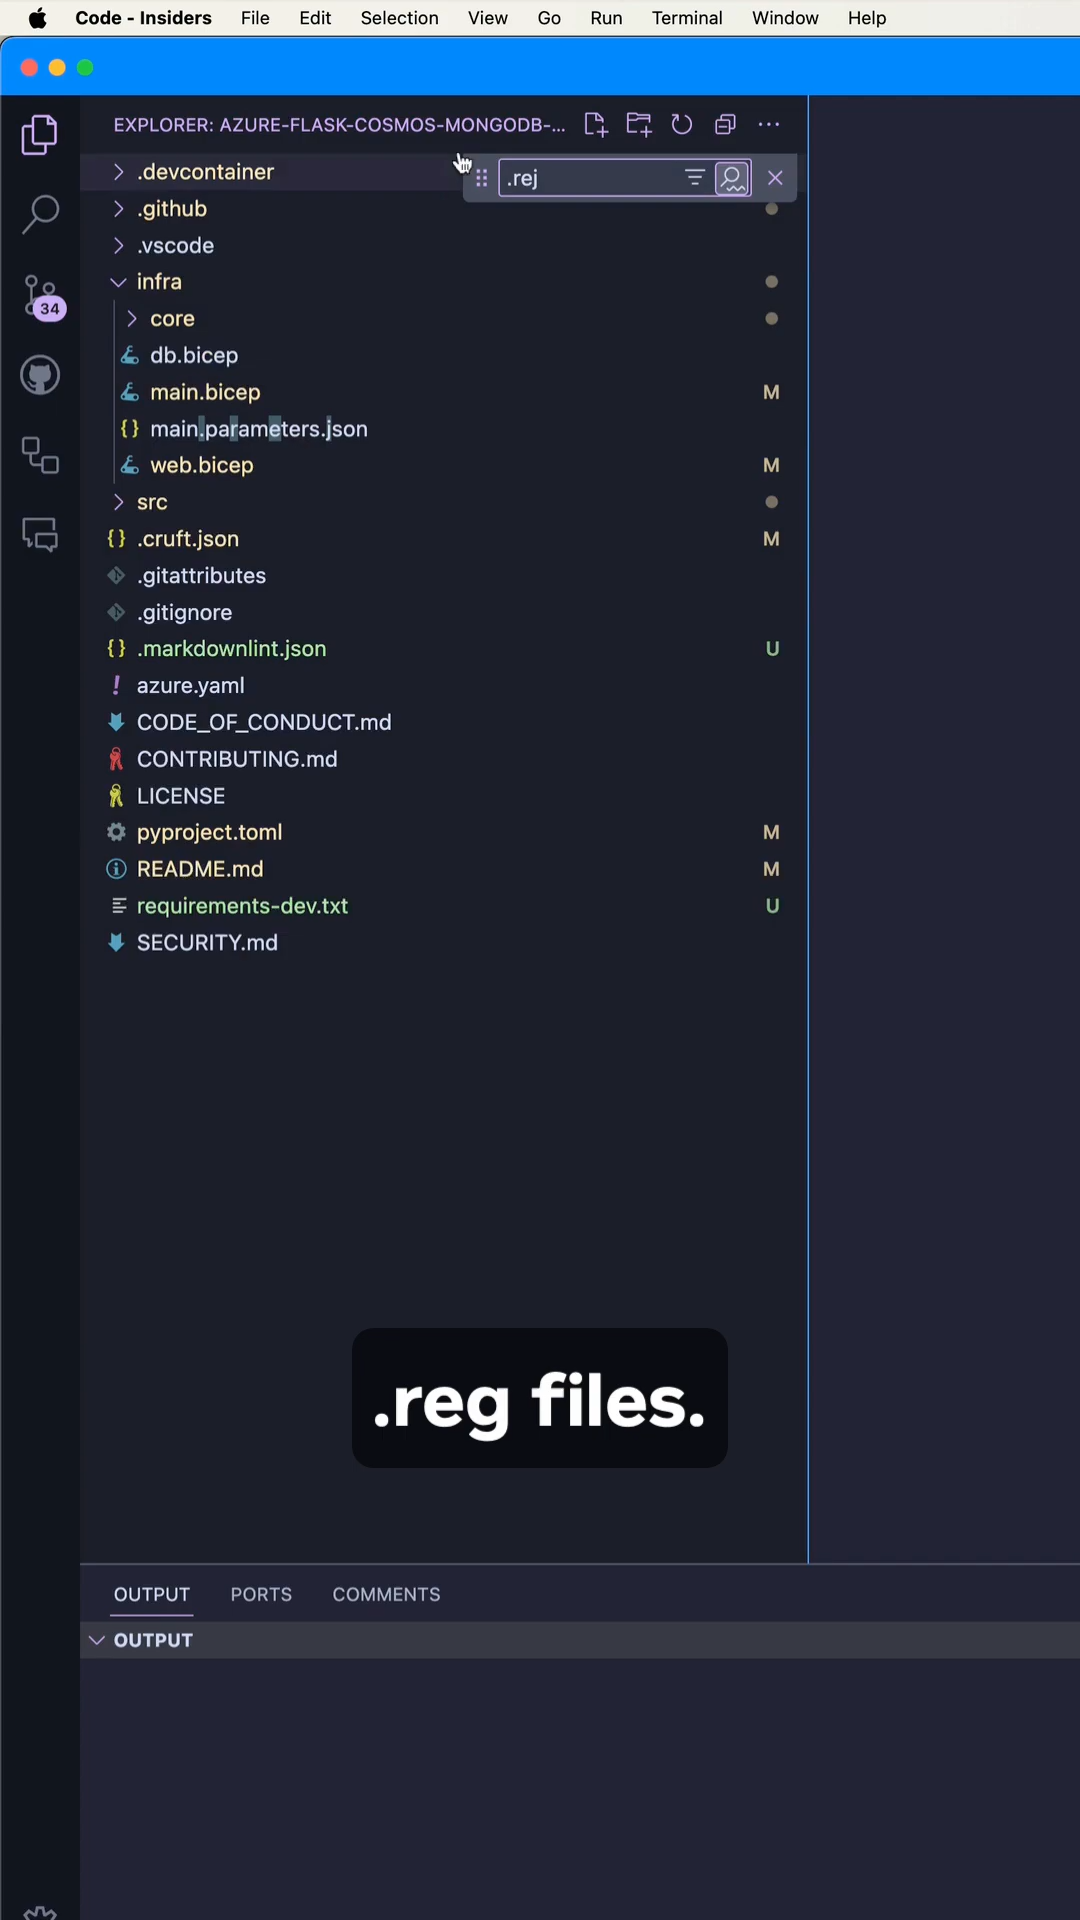 Code - Insiders File Edit Selection View Go Run Terminal Window Help
EXPLORER: AZURE-FLASK-COSMOS-MONGODB-...
.devcontainer
.rej
.github
.vscode
34
infra
core
db.bicep
main.bicep M
main.parameters.json
web.bicep M
src
.cruft.json M
.gitattributes
.gitignore
.markdownlint.json U
azure.yaml
CODE_OF_CONDUCT.md
CONTRIBUTING.md
LICENSE
pyproject.toml M
README.md M
requirements-dev.txt U
SECURITY.md
.reg files.
OUTPUT PORTS COMMENTS
OUTPUT